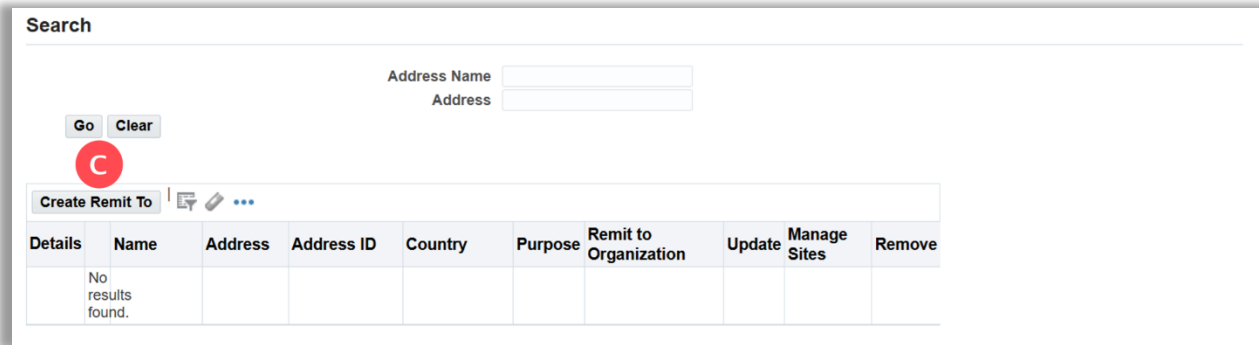 Search
Address Name
Address
Go Clear
C
Create Remit To
Details Name Address Address ID Country Purpose Remit to Organization Update Manage Sites Remove
No
results
found.